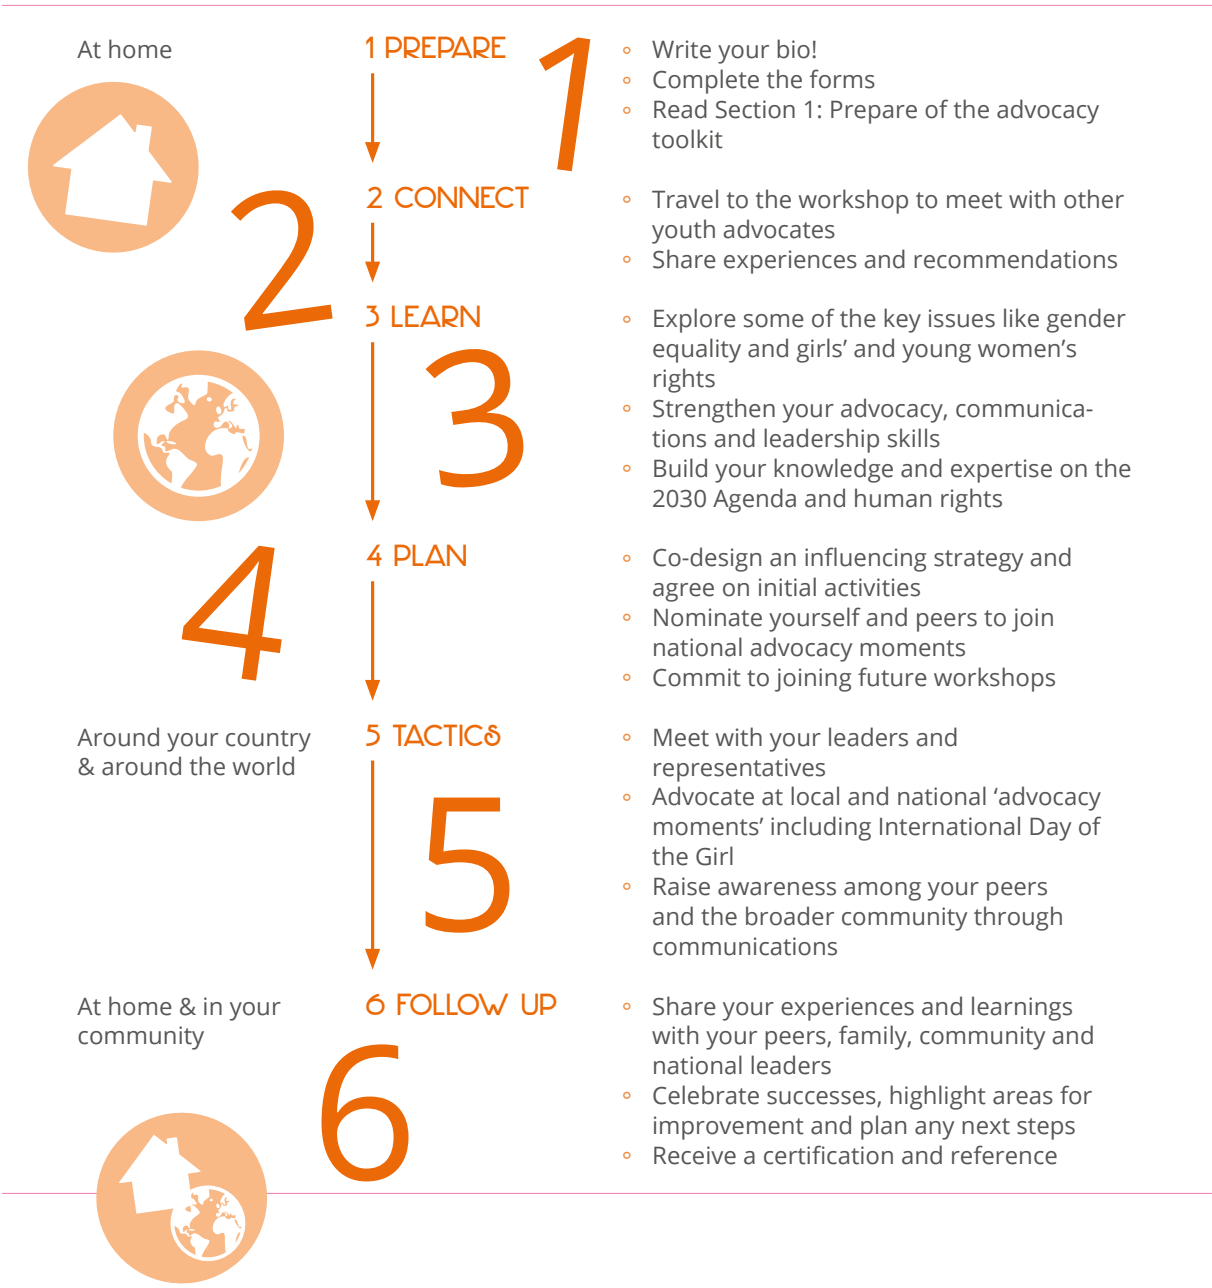 At home
1 PREPARE
1
◦ Write your bio!
◦ Complete the forms
◦ Read Section 1: Prepare of the advocacy
toolkit
2
2 CONNECT
◦ Travel to the workshop to meet with other
youth advocates
◦ Share experiences and recommendations
3 LEARN
3
◦ Explore some of the key issues like gender
equality and girls’ and young women’s
rights
◦ Strengthen your advocacy, communica-
tions and leadership skills
◦ Build your knowledge and expertise on the
2030 Agenda and human rights
4
4 PLAN
◦ Co-design an influencing strategy and
agree on initial activities
◦ Nominate yourself and peers to join
national advocacy moments
◦ Commit to joining future workshops
Around your country
& around the world
5 TACTICS
5
◦ Meet with your leaders and
representatives
◦ Advocate at local and national ‘advocacy
moments’ including International Day of
the Girl
◦ Raise awareness among your peers
and the broader community through
communications
At home & in your
community
6 FOLLOW UP
6
◦ Share your experiences and learnings
with your peers, family, community and
national leaders
◦ Celebrate successes, highlight areas for
improvement and plan any next steps
◦ Receive a certification and reference